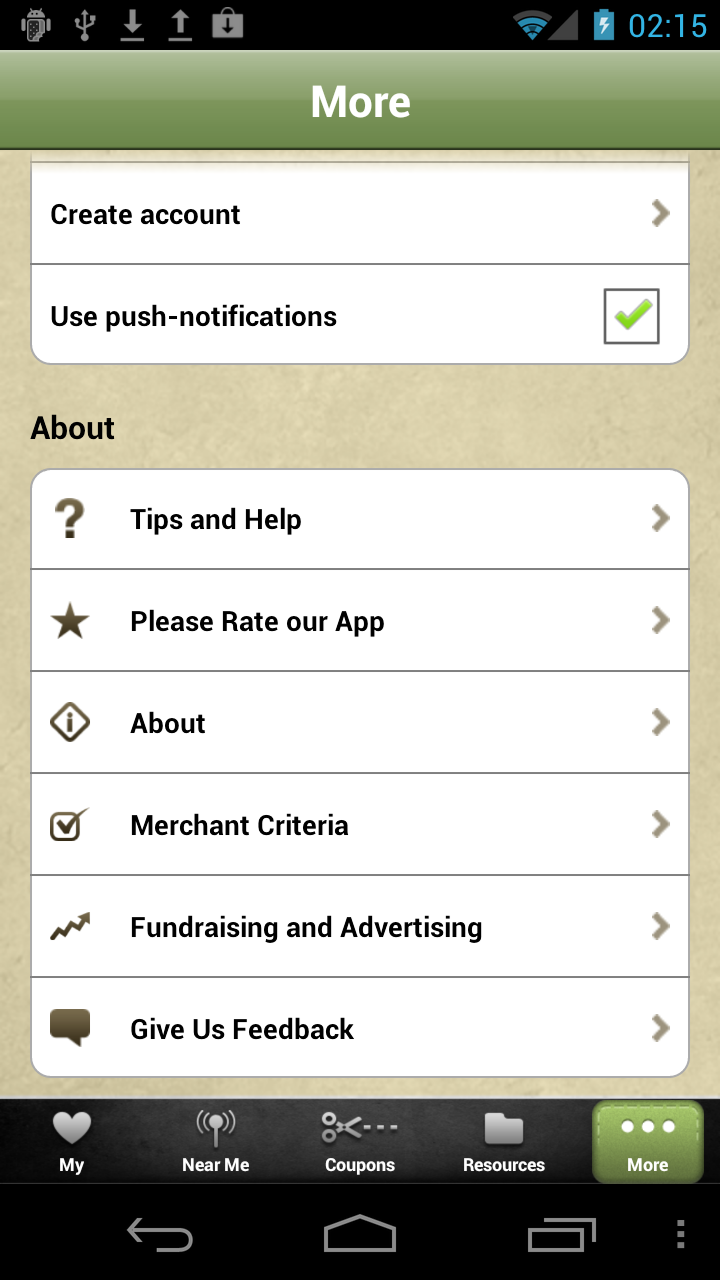 02:15
More
Create account
Use push-notifications
About
Tips and Help
Please Rate our App
About
Merchant Criteria
Fundraising and Advertising
Give Us Feedback
My
Near Me
Coupons
Resources
More